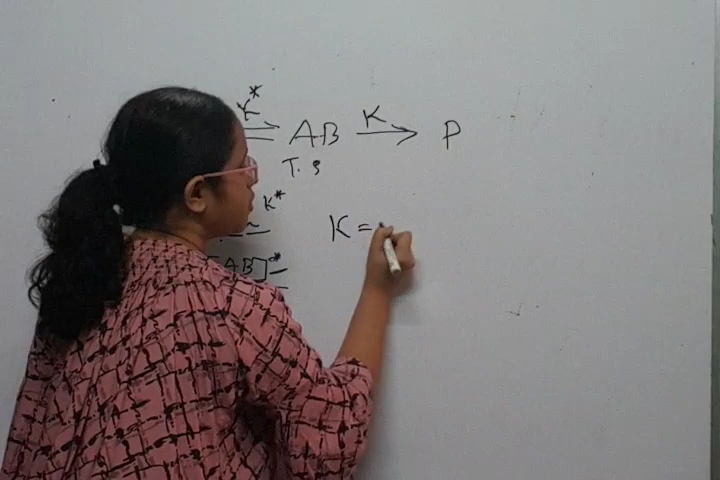 K* ⇌ AB K → P
T. S
K*
[AB]*
K =